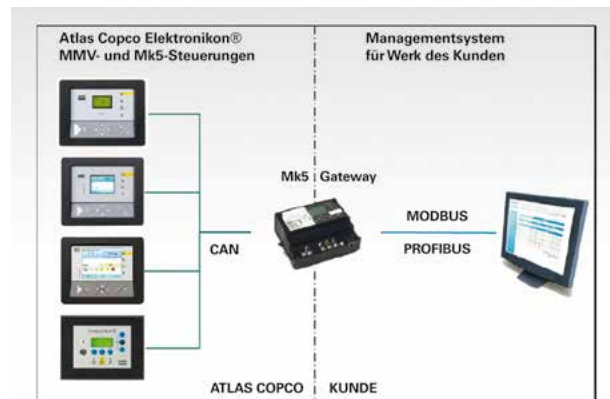 Atlas Copco Elektronikon®
MMV- und Mk5-Steuerungen
Managementsystem
für Werk des Kunden
Mk5 Gateway
CAN
MODBUS
PROFIBUS
ATLAS COPCO
KUNDE